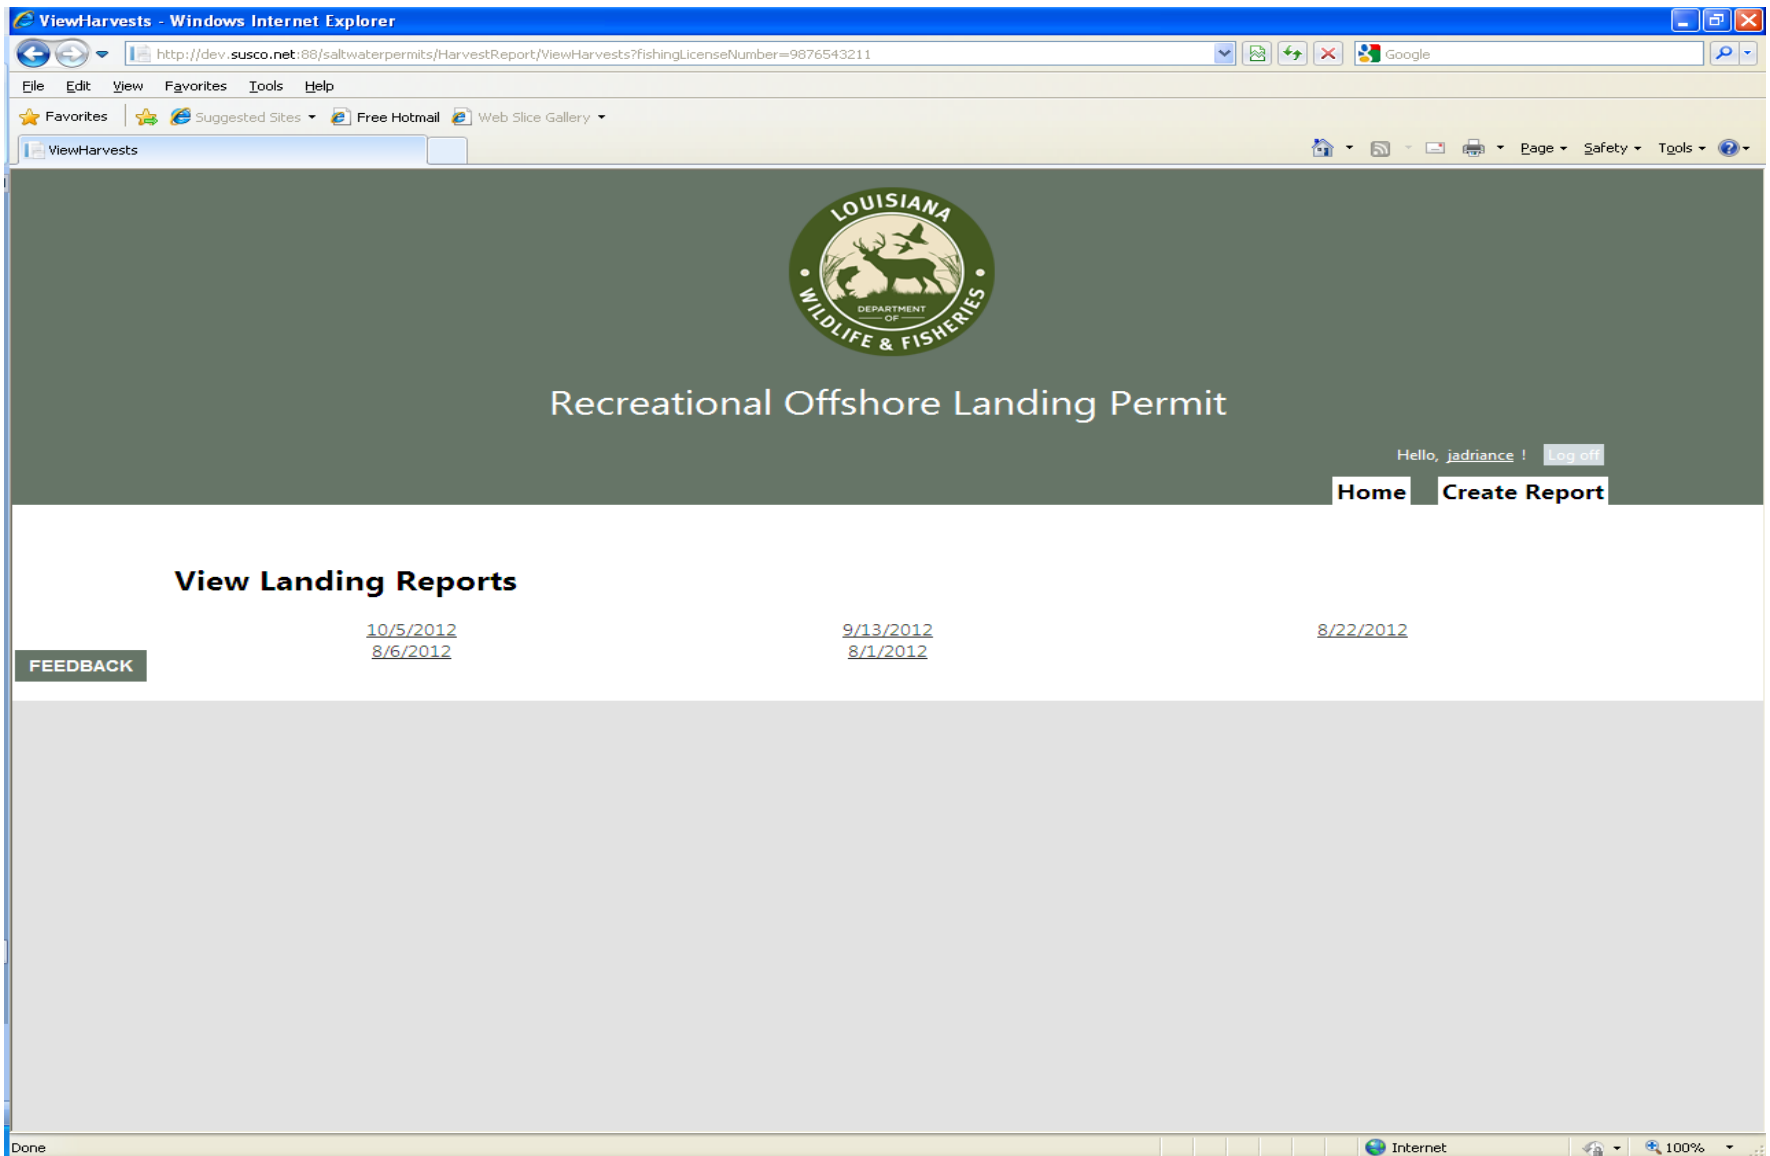 ViewHarvests - Windows Internet Explorer
http://dev.susco.net:88/saltwaterpermits/HarvestReport/ViewHarvests?fishingLicenseNumber=9876543211
Google
File Edit View Favorites Tools Help
Favorites Suggested Sites Free Hotmail Web Slice Gallery
ViewHarvests
Page Safety Tools
LOUISIANA
DEPARTMENT
OF
WILDLIFE & FISHERIES
Recreational Offshore Landing Permit
Hello, jadriance ! Log off
Home Create Report
View Landing Reports
10/5/2012 9/13/2012 8/22/2012
8/6/2012 8/1/2012
FEEDBACK
Done Internet 100%